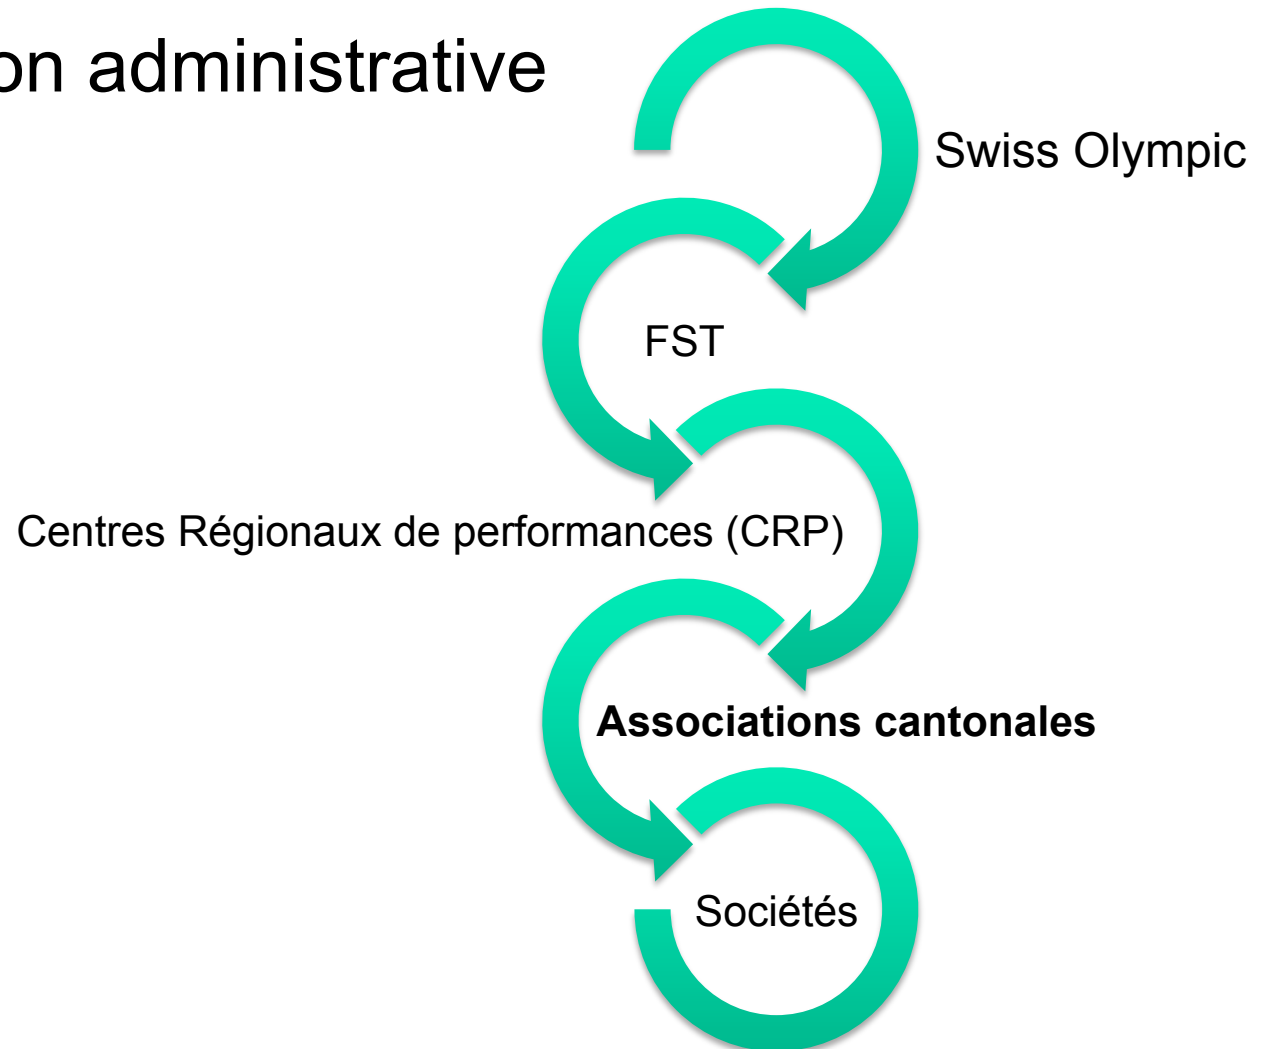 on administrative
Swiss Olympic
FST
Centres Régionaux de performances (CRP)
Associations cantonales
Sociétés